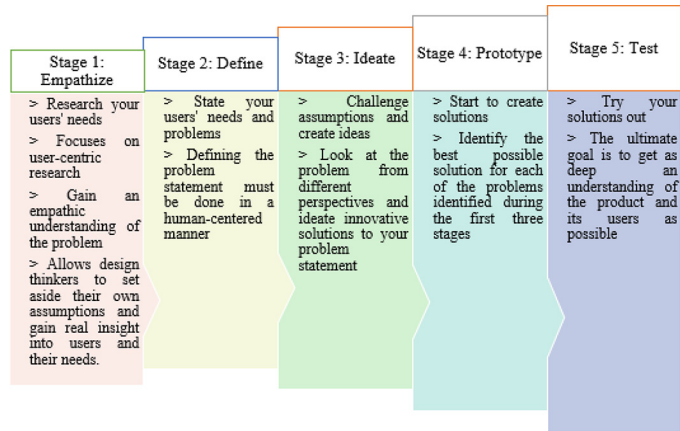 Stage 1:
Empathize
> Research your
users' needs
> Focuses on
user-centric
research
> Gain an
empathic
understanding of
the problem
> Allows design
thinkers to set
aside their own
assumptions and
gain real insight
into users and
their needs.
Stage 2: Define
> State your
users' needs and
problems
> Defining the
problem
statement must
be done in a
human-centered
manner
Stage 3: Ideate
> Challenge
assumptions and
create ideas
> Look at the
problem from
different
perspectives and
ideate innovative
solutions to your
problem
statement
Stage 4: Prototype
> Start to create
solutions
> Identify the
best possible
solution for each
of the problems
identified during
the first three
stages
Stage 5: Test
> Try your
solutions out
> The ultimate
goal is to get as
deep an
understanding of
the product and
its users as
possible